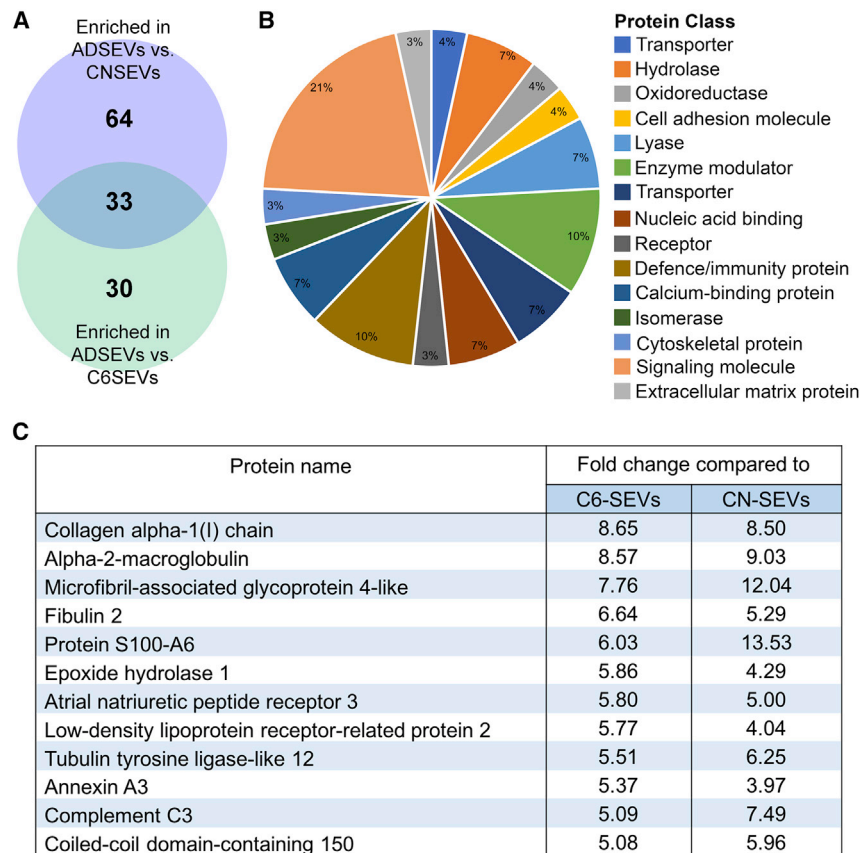 A
Enriched in
ADSEVs vs.
CNSEVs
64
33
30
Enriched in
ADSEVs vs.
C6SEVs
B
3%
4%
7%
4%
4%
7%
10%
7%
7%
3%
10%
7%
3%
3%
21%
Protein Class
Transporter
Hydrolase
Oxidoreductase
Cell adhesion molecule
Lyase
Enzyme modulator
Transporter
Nucleic acid binding
Receptor
Defence/immunity protein
Calcium-binding protein
Isomerase
Cytoskeletal protein
Signaling molecule
Extracellular matrix protein
C
Protein name Fold change compared to
C6-SEVs CN-SEVs
Collagen alpha-1(I) chain 8.65 8.50
Alpha-2-macroglobulin 8.57 9.03
Microfibril-associated glycoprotein 4-like 7.76 12.04
Fibulin 2 6.64 5.29
Protein S100-A6 6.03 13.53
Epoxide hydrolase 1 5.86 4.29
Atrial natriuretic peptide receptor 3 5.80 5.00
Low-density lipoprotein receptor-related protein 2 5.77 4.04
Tubulin tyrosine ligase-like 12 5.51 6.25
Annexin A3 5.37 3.97
Complement C3 5.09 7.49
Coiled-coil domain-containing 150 5.08 5.96